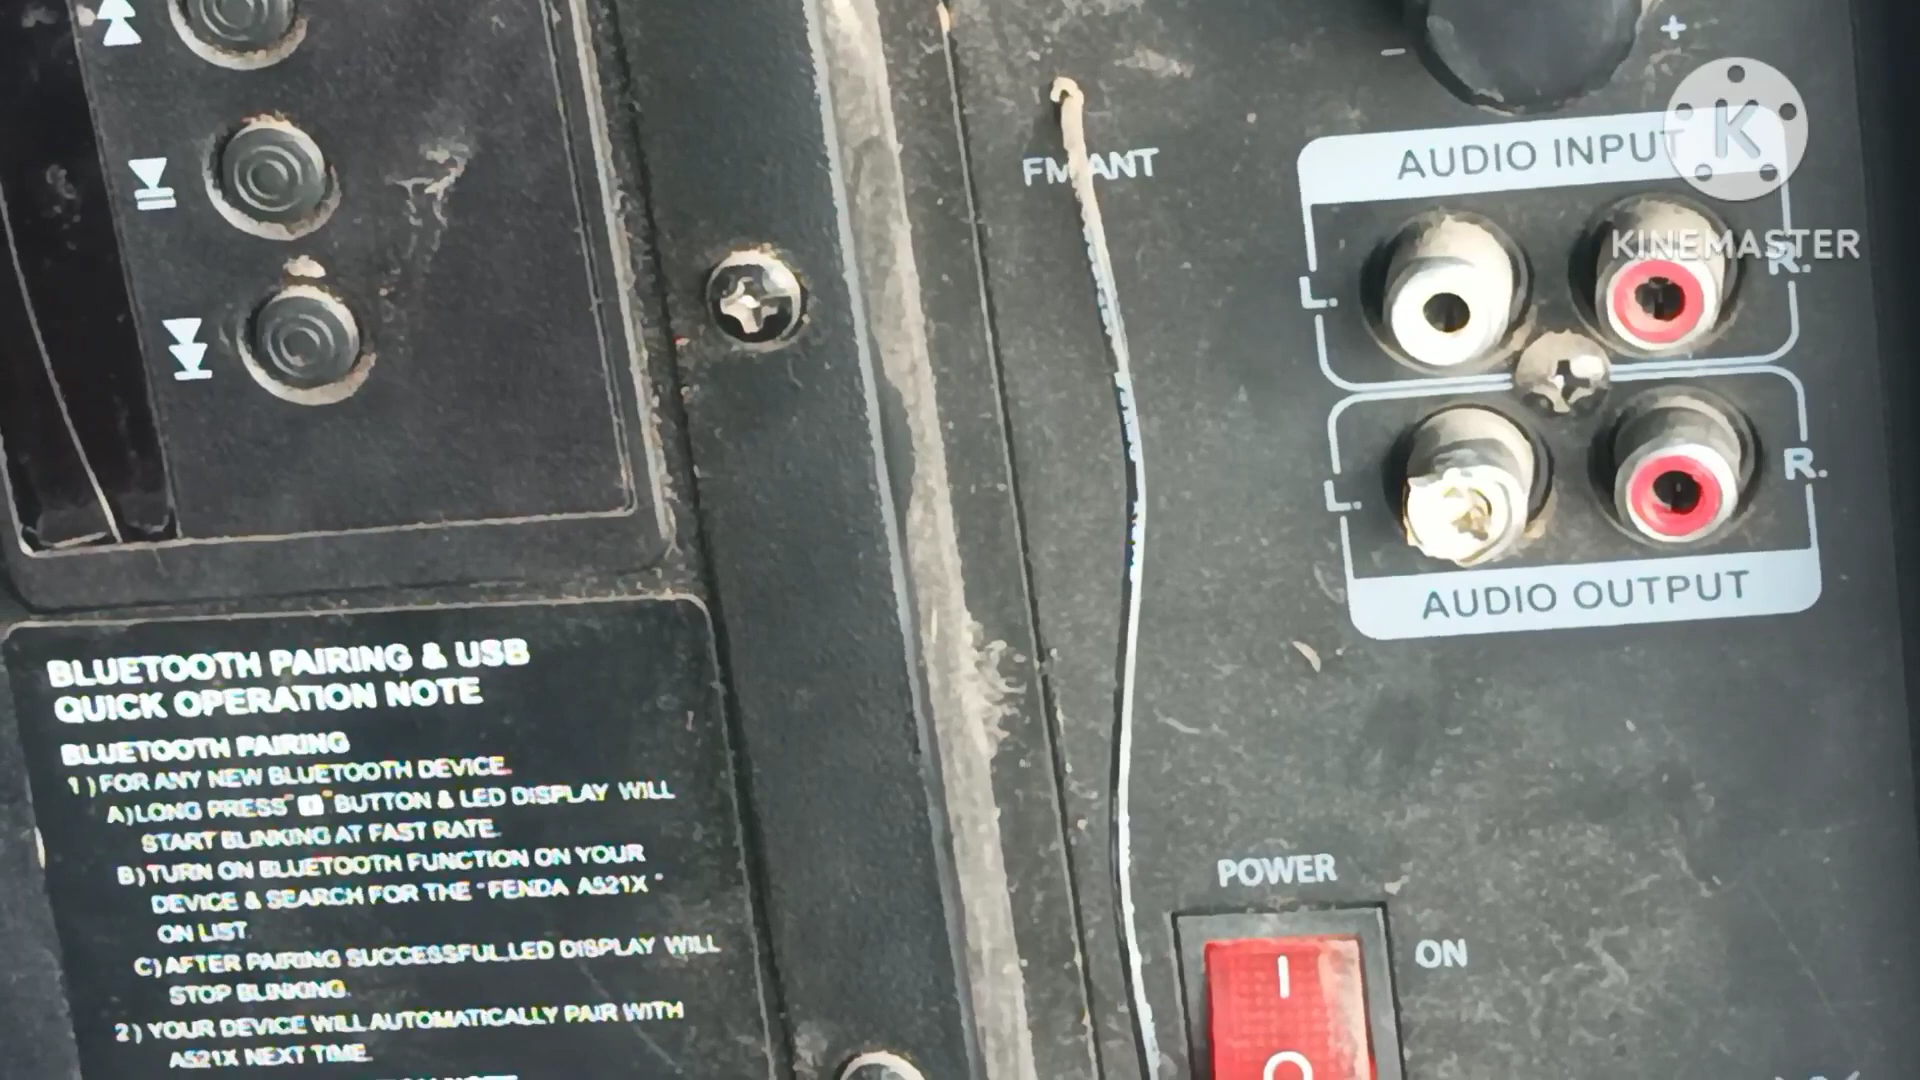 FM ANT
-
+
AUDIO INPUT
L.
R.
L.
R.
AUDIO OUTPUT
K
KINEMASTER
POWER
ON
I
O
BLUETOOTH PAIRING & USB
QUICK OPERATION NOTE
BLUETOOTH PAIRING
1) FOR ANY NEW BLUETOOTH DEVICE.
A) LONG PRESS " " BUTTON & LED DISPLAY WILL
START BLINKING AT FAST RATE.
B) TURN ON BLUETOOTH FUNCTION ON YOUR
DEVICE & SEARCH FOR THE "FENDA A521X"
ON LIST.
C) AFTER PAIRING SUCCESSFUL,LED DISPLAY WILL
STOP BLINKING.
2) YOUR DEVICE WILL AUTOMATICALLY PAIR WITH
A521X NEXT TIME.